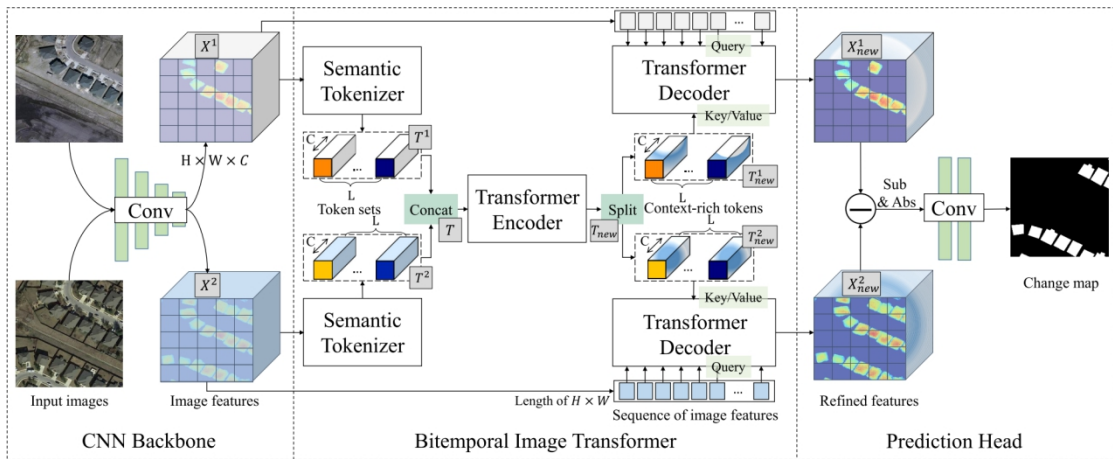 X¹
H × W × C
Conv
X²
Input images
Image features
CNN Backbone
Semantic
Tokenizer
C
T¹
...
L
Token sets
Concat
T
L
C
T²
...
Semantic
Tokenizer
Transformer
Encoder
...
Query
Transformer
Decoder
Key/Value
C
...
T¹new
L
Split
Context-rich tokens
Tnew
L
C
T²new
...
Key/Value
Transformer
Decoder
Query
...
Length of H × W
Sequence of image features
Bitemporal Image Transformer
X¹new
Sub
& Abs
Conv
X²new
Change map
Refined features
Prediction Head